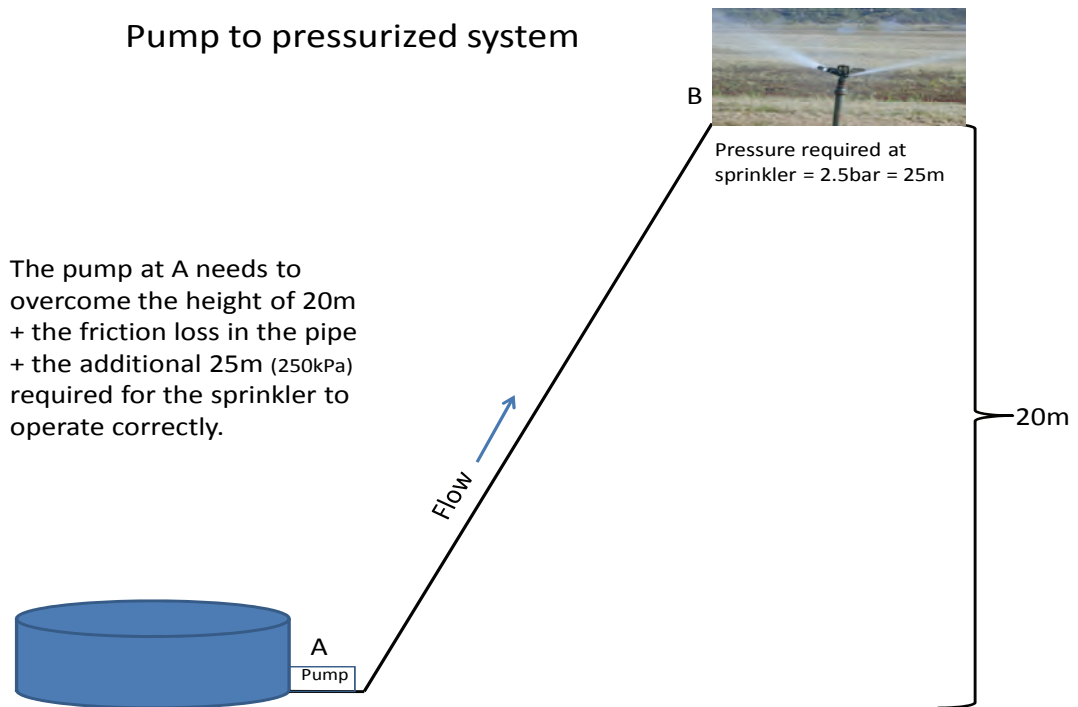 Pump to pressurized system
B
Pressure required at
sprinkler = 2.5bar = 25m
The pump at A needs to
overcome the height of 20m
+ the friction loss in the pipe
+ the additional 25m (250kPa)
required for the sprinkler to
operate correctly.
20m
Flow
A
Pump